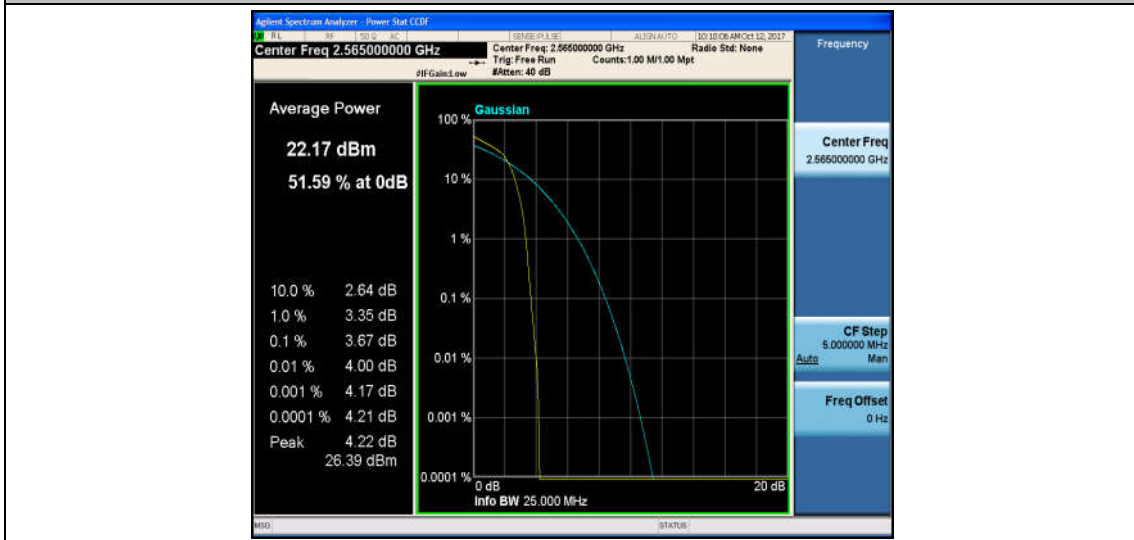 Agilent Spectrum Analyzer - Power Stat CCDF
RL RF 50 Ω AC SENSE:PULSE ALIGN AUTO 10:10:06 AM Oct 12, 2017
Center Freq 2.565000000 GHz
Center Freq: 2.565000000 GHz Radio Std: None
Trig: Free Run Counts:1.00 M/1.00 Mpt
#IFGain:Low #Atten: 40 dB
Frequency
Average Power
22.17 dBm
51.59 % at 0dB
10.0 % 2.64 dB
1.0 % 3.35 dB
0.1 % 3.67 dB
0.01 % 4.00 dB
0.001 % 4.17 dB
0.0001 % 4.21 dB
Peak 4.22 dB
26.39 dBm
Gaussian
100 %
10 %
1 %
0.1 %
0.01 %
0.001 %
0.0001 %
0 dB 20 dB
Info BW 25.000 MHz
Center Freq
2.565000000 GHz
CF Step
5.000000 MHz
Auto Man
Freq Offset
0 Hz
MSG STATUS